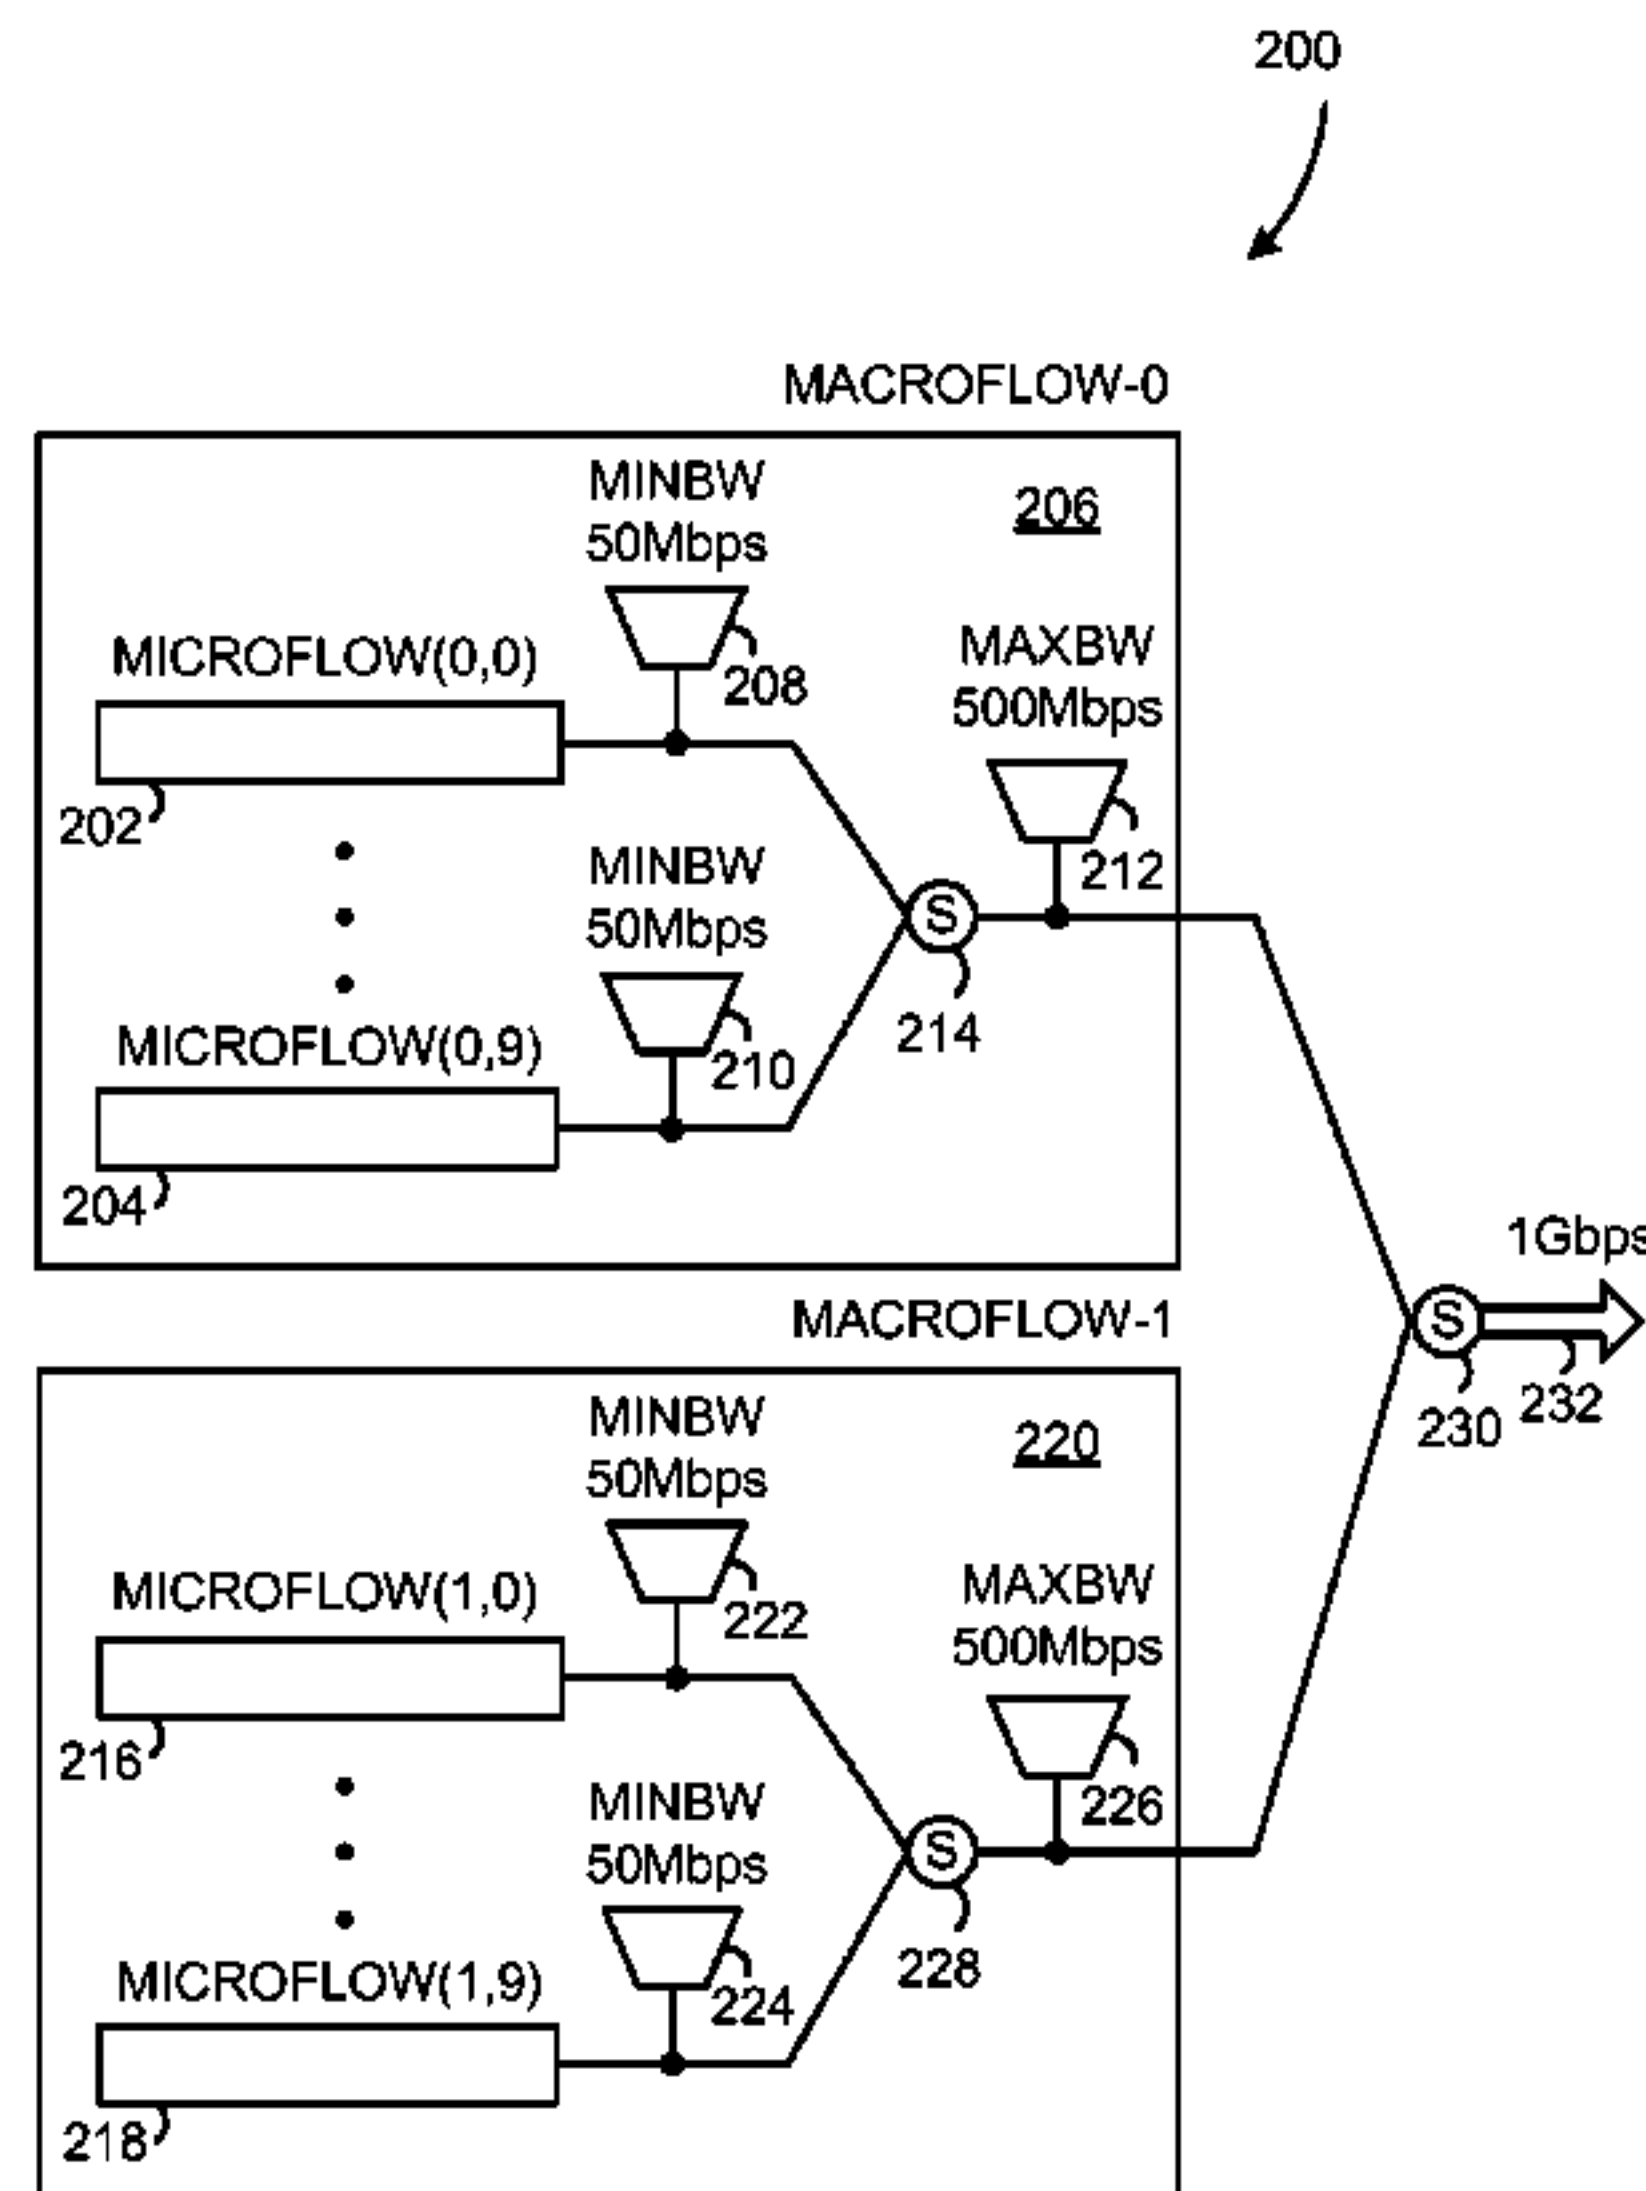 200
MACROFLOW-0
MINBW
50Mbps
206
MICROFLOW(0,0)
208
MAXBW
500Mbps
202
212
MINBW
50Mbps
214
MICROFLOW(0,9)
210
204
1Gbps
MACROFLOW-1
230
232
MINBW
50Mbps
220
MICROFLOW(1,0)
222
MAXBW
500Mbps
216
226
MINBW
50Mbps
228
MICROFLOW(1,9)
224
218